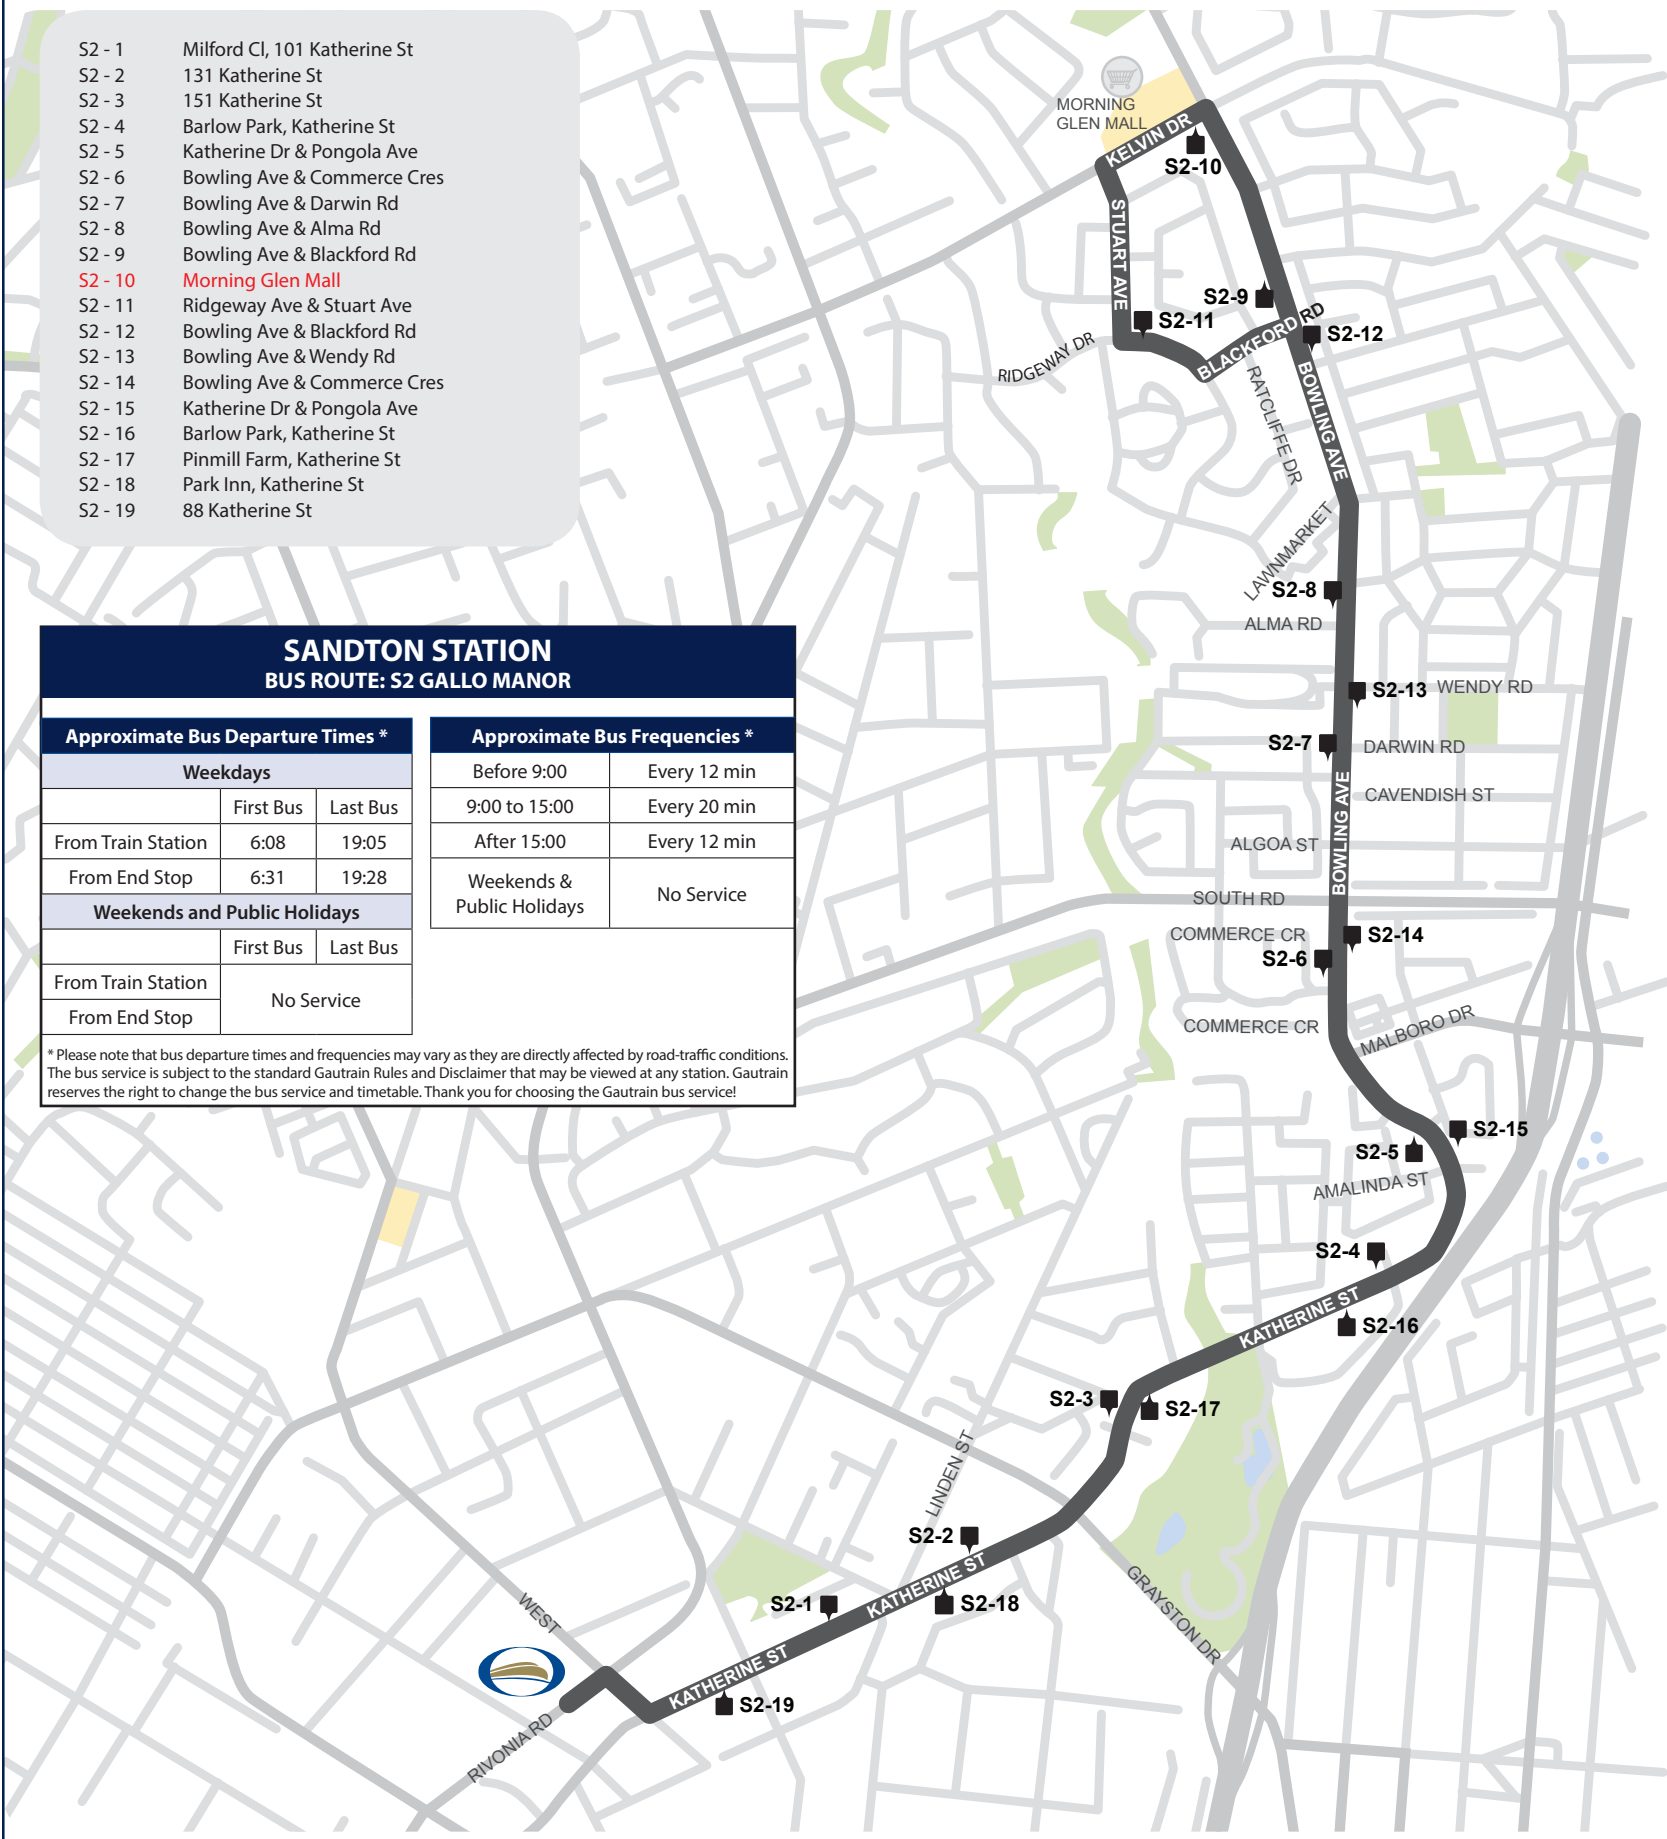 S2 - 1 Milford Cl, 101 Katherine St
S2 - 2 131 Katherine St
S2 - 3 151 Katherine St
S2 - 4 Barlow Park, Katherine St
S2 - 5 Katherine Dr & Pongola Ave
S2 - 6 Bowling Ave & Commerce Cres
S2 - 7 Bowling Ave & Darwin Rd
S2 - 8 Bowling Ave & Alma Rd
S2 - 9 Bowling Ave & Blackford Rd
S2 - 10 Morning Glen Mall
S2 - 11 Ridgeway Ave & Stuart Ave
S2 - 12 Bowling Ave & Blackford Rd
S2 - 13 Bowling Ave & Wendy Rd
S2 - 14 Bowling Ave & Commerce Cres
S2 - 15 Katherine Dr & Pongola Ave
S2 - 16 Barlow Park, Katherine St
S2 - 17 Pinmill Farm, Katherine St
S2 - 18 Park Inn, Katherine St
S2 - 19 88 Katherine St
SANDTON STATION
BUS ROUTE: S2 GALLO MANOR
Approximate Bus Departure Times *
Weekdays
First Bus Last Bus
From Train Station 6:08 19:05
From End Stop 6:31 19:28
Weekends and Public Holidays
First Bus Last Bus
From Train Station
No Service
From End Stop
Approximate Bus Frequencies *
Before 9:00 Every 12 min
9:00 to 15:00 Every 20 min
After 15:00 Every 12 min
Weekends &
Public Holidays
No Service
* Please note that bus departure times and frequencies may vary as they are directly affected by road-traffic conditions.
The bus service is subject to the standard Gautrain Rules and Disclaimer that may be viewed at any station. Gautrain
reserves the right to change the bus service and timetable. Thank you for choosing the Gautrain bus service!
MORNING
GLEN MALL
KELVIN DR
S2-10
STUART AVE
S2-9
S2-11
BLACKFORD RD
S2-12
RIDGEWAY DR
RATCLIFFE DR
BOWLING AVE
LAWNMARKET
S2-8
ALMA RD
S2-13
WENDY RD
S2-7
DARWIN RD
BOWLING AVE
CAVENDISH ST
ALGOA ST
SOUTH RD
COMMERCE CR
S2-14
S2-6
COMMERCE CR
MALBORO DR
S2-15
S2-5
AMALINDA ST
S2-4
KATHERINE ST
S2-16
S2-3
S2-17
LINDEN ST
S2-2
KATHERINE ST
S2-18
S2-1
GRAYSTON DR
WEST
KATHERINE ST
S2-19
RIVONIA RD